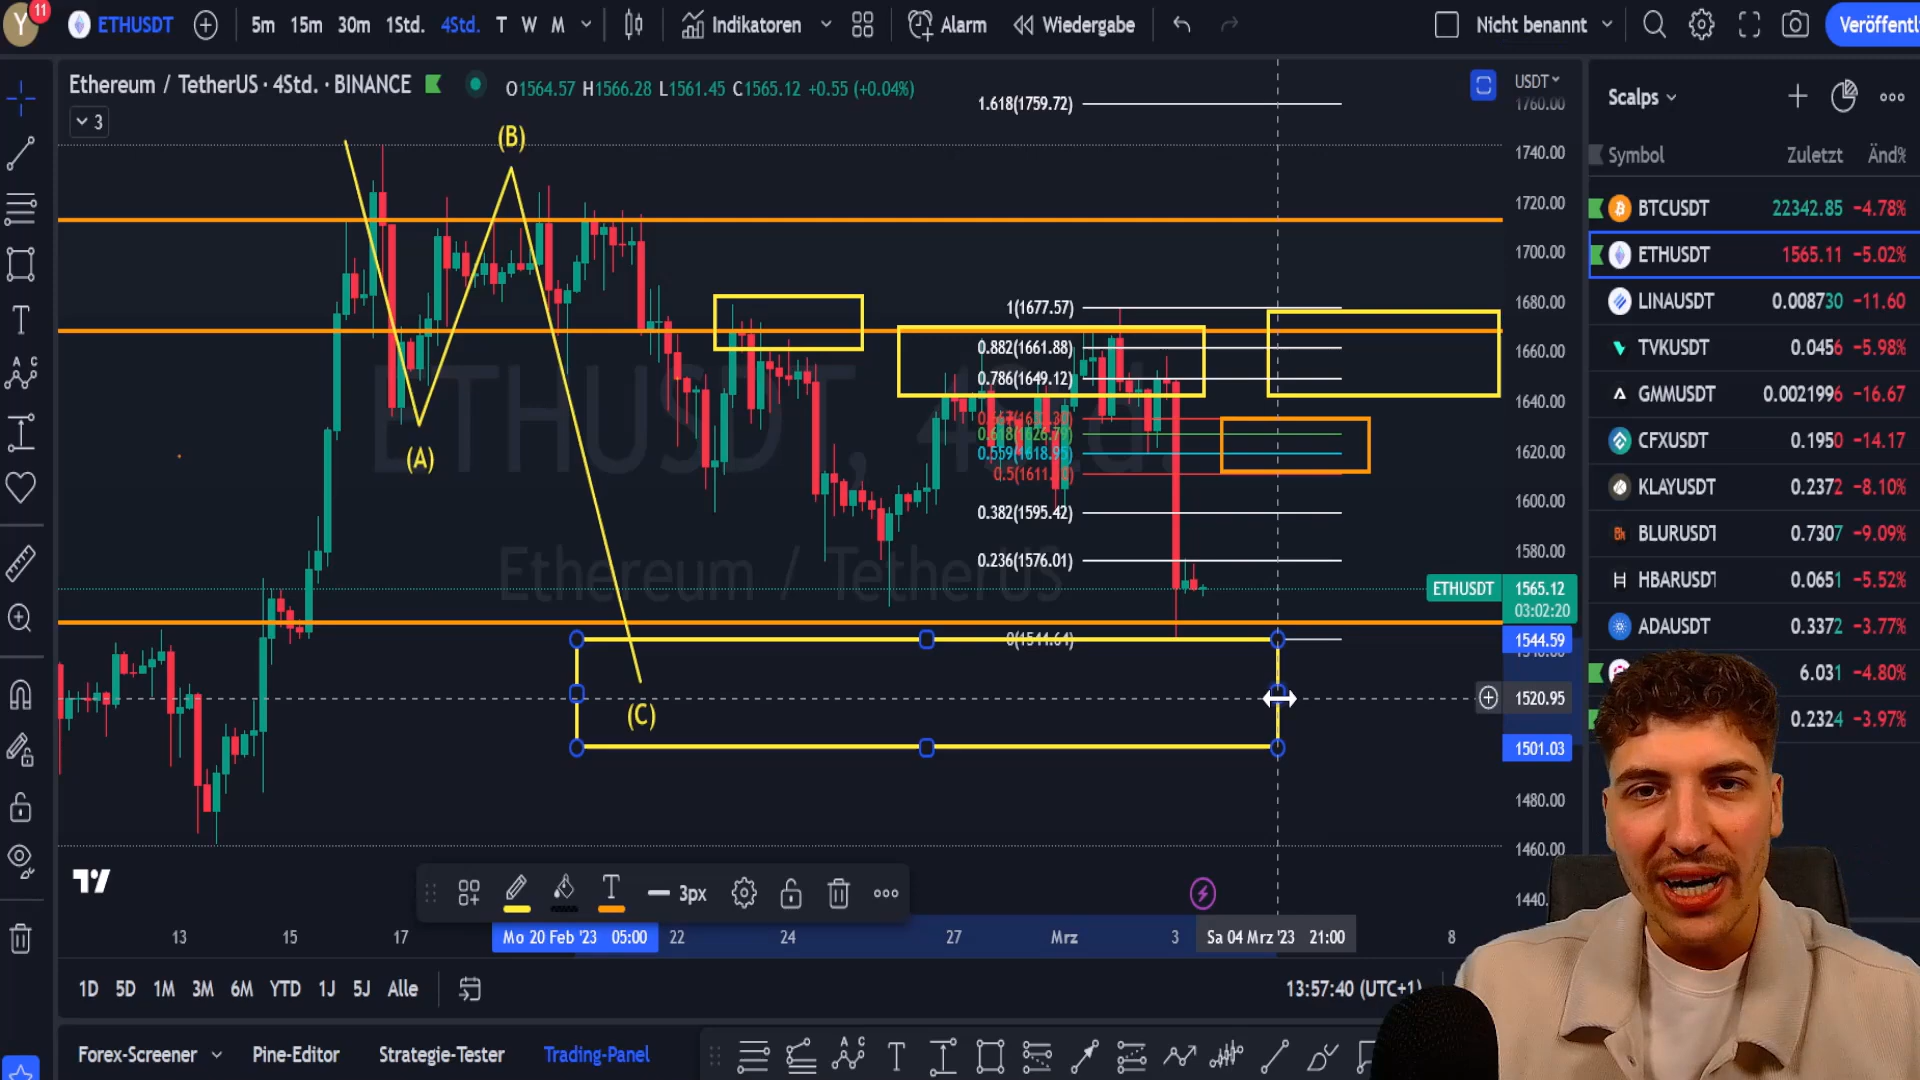 Y 11 ETHUSDT 5m 15m 30m 1Std. 4Std. T W M Indikatoren Alarm Wiedergabe Nicht benannt Veröffentl
Ethereum / TetherUS · 4Std. · BINANCE O1564.57 H1566.28 L1561.45 C1565.12 +0.55 (+0.04%)
3
USDT
Scalps
Symbol Zuletzt Änd%
BTCUSDT 22342.85 −4.78%
ETHUSDT 1565.11 −5.02%
LINAUSDT 0.008730 −11.60
TVKUSDT 0.0456 −5.98%
GMMUSDT 0.0021996 −16.67
CFXUSDT 0.1950 −14.17
KLAYUSDT 0.2372 −8.10%
BLURUSDT 0.7307 −9.09%
HBARUSDT 0.0651 −5.52%
ADAUSDT 0.3372 −3.77%
6.031 −4.80%
0.2324 −3.97%
1760.00
1740.00
1720.00
1700.00
1680.00
1660.00
1640.00
1620.00
1600.00
1580.00
ETHUSDT 1565.12
03:02:20
1544.59
1520.95
1501.03
1480.00
1460.00
1440.
1.618(1759.72)
1(1677.57)
0.882(1661.88)
0.786(1649.12)
0.618(1626.79)
0.559(1618.95)
0.382(1595.42)
0.236(1576.01)
0(1544.64)
(B)
(A)
(C)
ETHUSDT, 4Std.
Ethereum / TetherUS
T 3px
13 15 17 Mo 20 Feb '23 05:00 22 24 27 Mrz 3 Sa 04 Mrz '23 21:00 8
1D 5D 1M 3M 6M YTD 1J 5J Alle 13:57:40 (UTC+1)
Forex-Screener Pine-Editor Strategie-Tester Trading-Panel